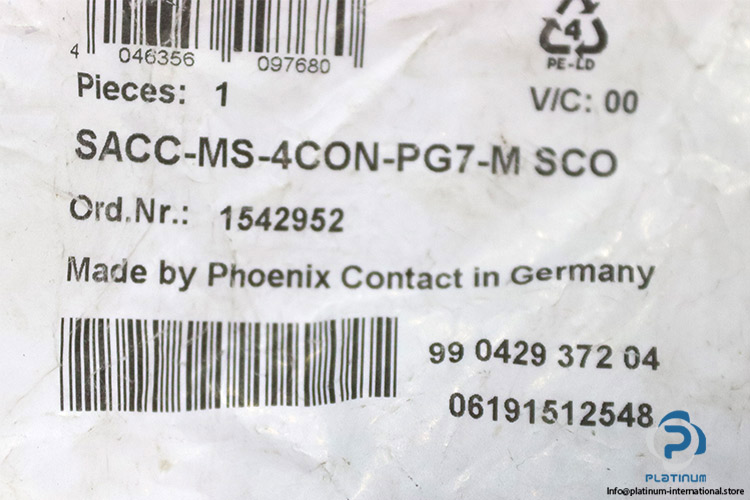 4 046356 097680
4
PE-LD
Pieces: 1
V/C: 00
SACC-MS-4CON-PG7-M SCO
Ord.Nr.: 1542952
Made by Phoenix Contact in Germany
99 0429 372 04
06191512548
PLATINUM
Info@platinum-international.store